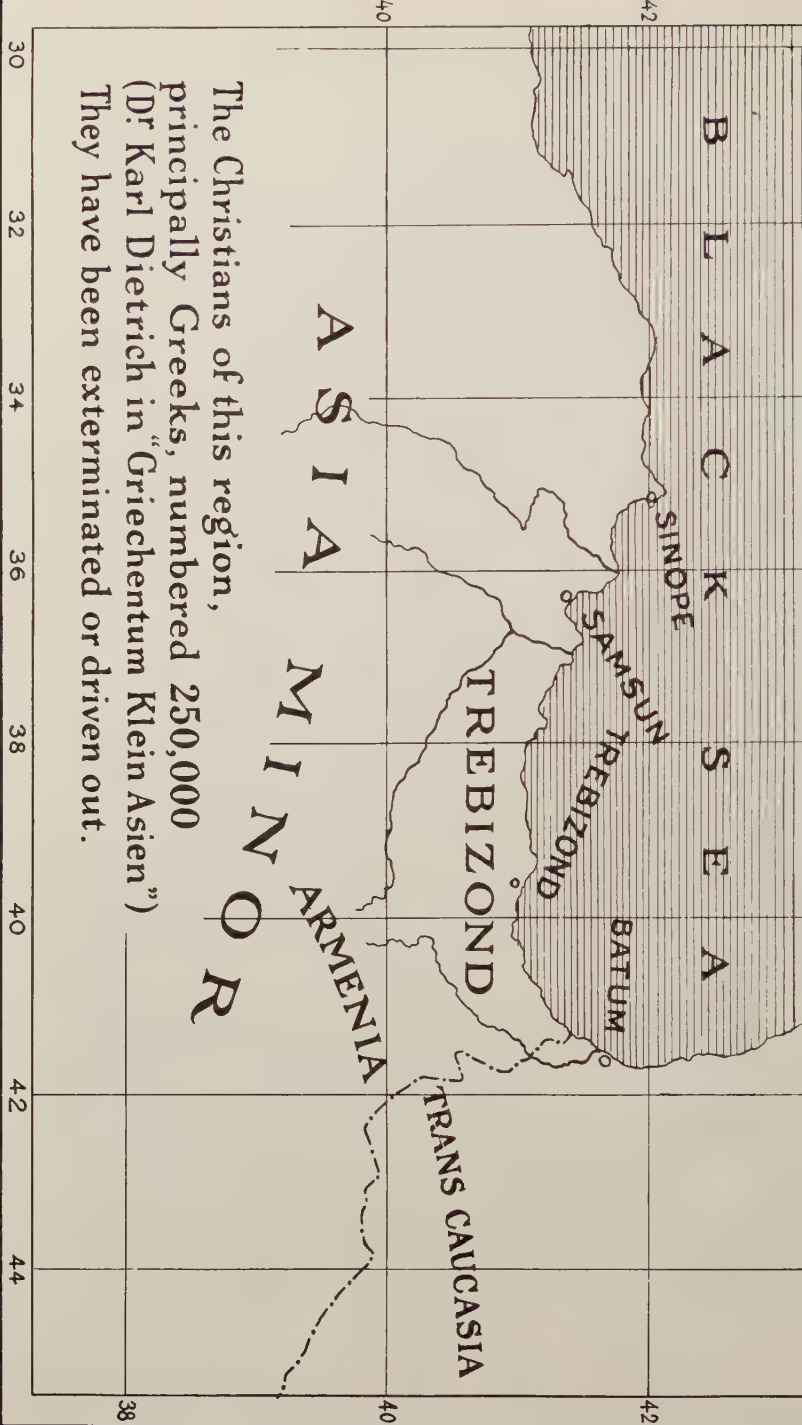 BLACK SEA
SINOPE
SAMSUN
TREBIZOND
BATUM
TREBIZOND
ASIA MINOR
ARMENIA
TRANS CAUCASIA
The Christians of this region,
principally Greeks, numbered 250,000
(Dr Karl Dietrich in “Griechentum Klein Asien”)
They have been exterminated or driven out.
30
32
34
36
38
40
42
44
42
40
42
40
38